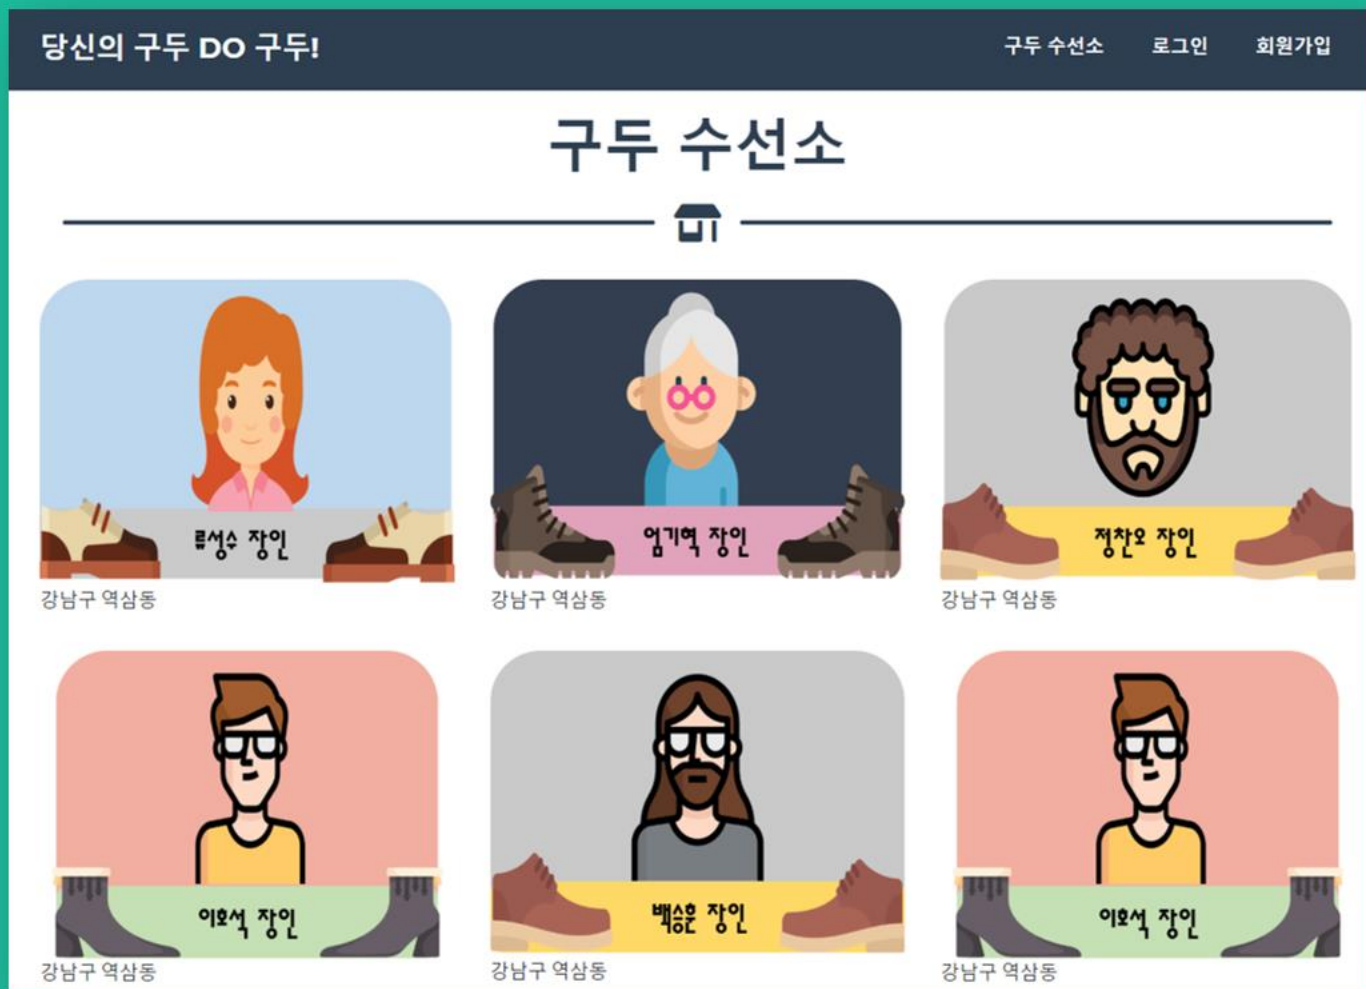 당신의 구두 DO 구두!
구두 수선소 로그인 회원가입
구두 수선소
류성수 장인
엄기혁 장인
정찬오 장인
강남구 역삼동
강남구 역삼동
강남구 역삼동
이호석 장인
백승훈 장인
이호석 장인
강남구 역삼동
강남구 역삼동
강남구 역삼동